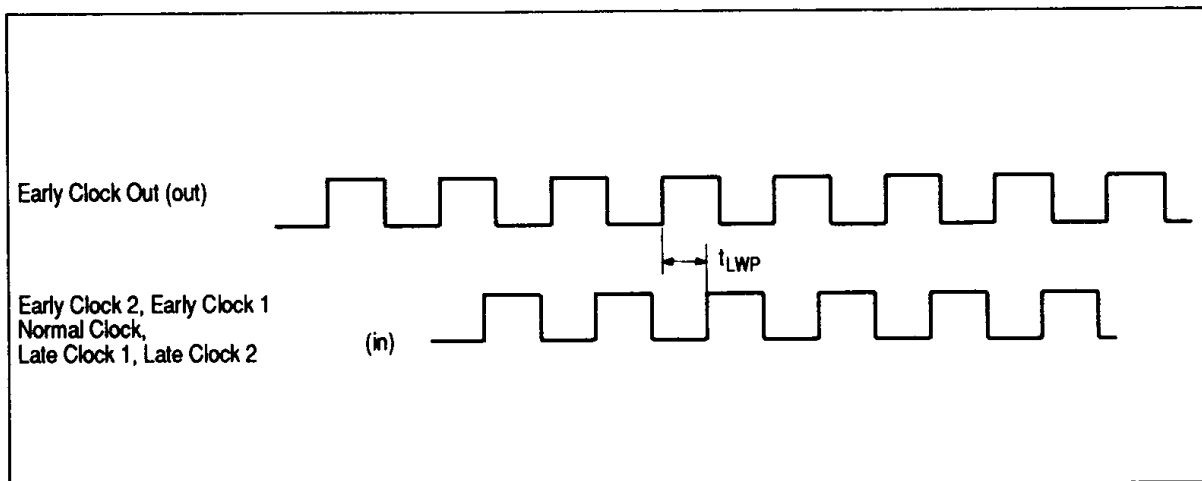 Early Clock Out (out)
tLWP
Early Clock 2, Early Clock 1
Normal Clock,
(in)
Late Clock 1, Late Clock 2